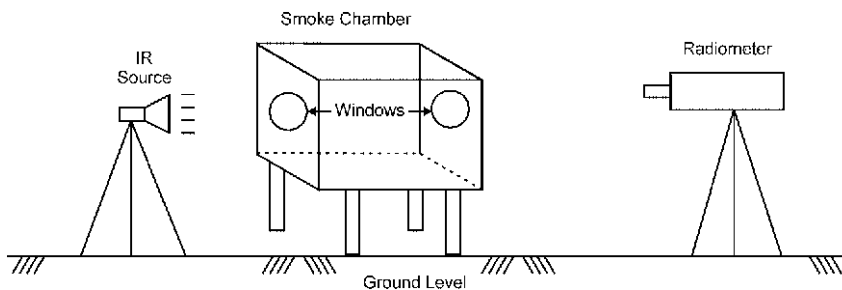 Smoke Chamber
IR
Source
Radiometer
Windows
Ground Level